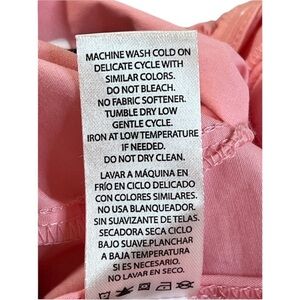 MACHINE WASH COLD ON
DELICATE CYCLE WITH
SIMILAR COLORS.
DO NOT BLEACH.
NO FABRIC SOFTENER.
TUMBLE DRY LOW
GENTLE CYCLE.
IRON AT LOW TEMPERATURE
IF NEEDED.
DO NOT DRY CLEAN.
LAVAR A MÁQUINA EN
FRÍO EN CICLO DELICADO
CON COLORES SIMILARES.
NO USA BLANQUEADOR.
SIN SUAVIZANTE DE TELAS.
SECADORA SECA CICLO
BAJO SUAVE.PLANCHAR
A BAJA TEMPERATURA
SI ES NECESARIO.
NO LAVAR EN SECO.